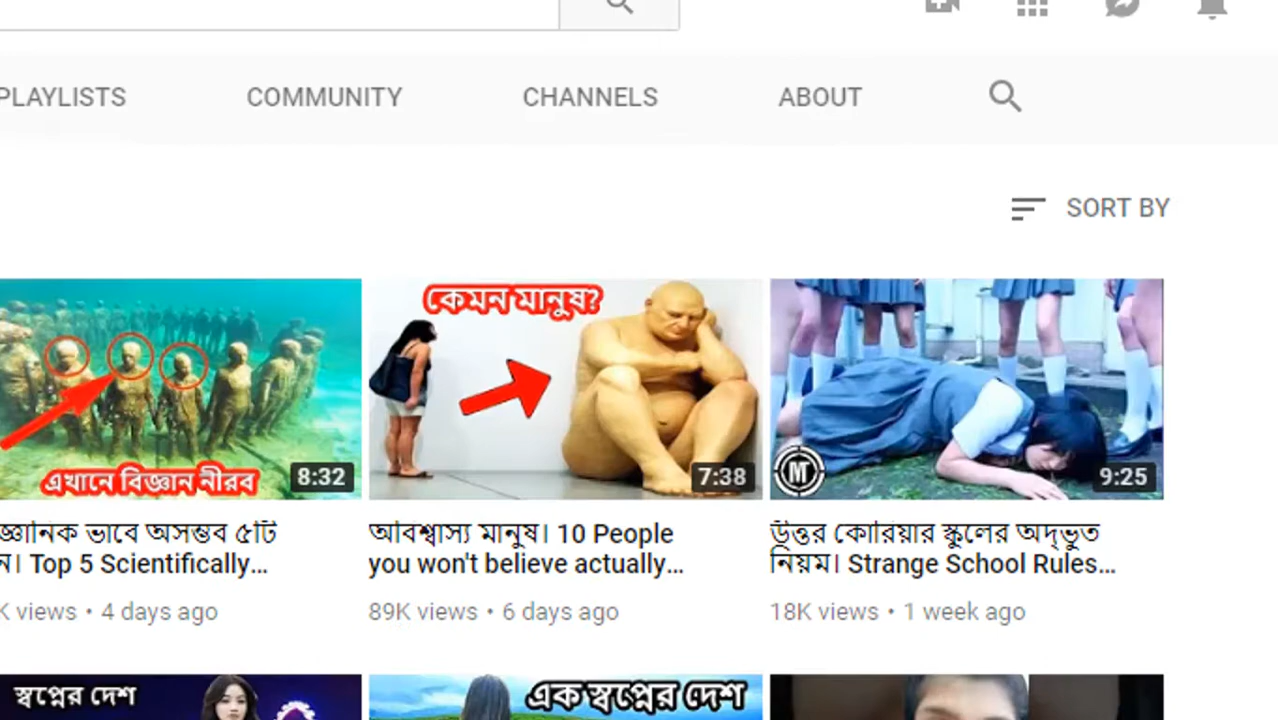 PLAYLISTS COMMUNITY CHANNELS ABOUT
SORT BY
কেমন মানুষ?
এখানে বিজ্ঞান নীরব
8:32
7:38
M
9:25
জ্ঞানিক ভাবে অসম্ভব ৫টি
ন। Top 5 Scientifically...
K views • 4 days ago
আবিশ্বাস্য মানুষ। 10 People
you won't believe actually...
89K views • 6 days ago
উত্তর কোরিয়ার স্কুলের অদ্ভুত
নিয়ম। Strange School Rules...
18K views • 1 week ago
স্বপ্নের দেশ
এক স্বপ্নের দেশ